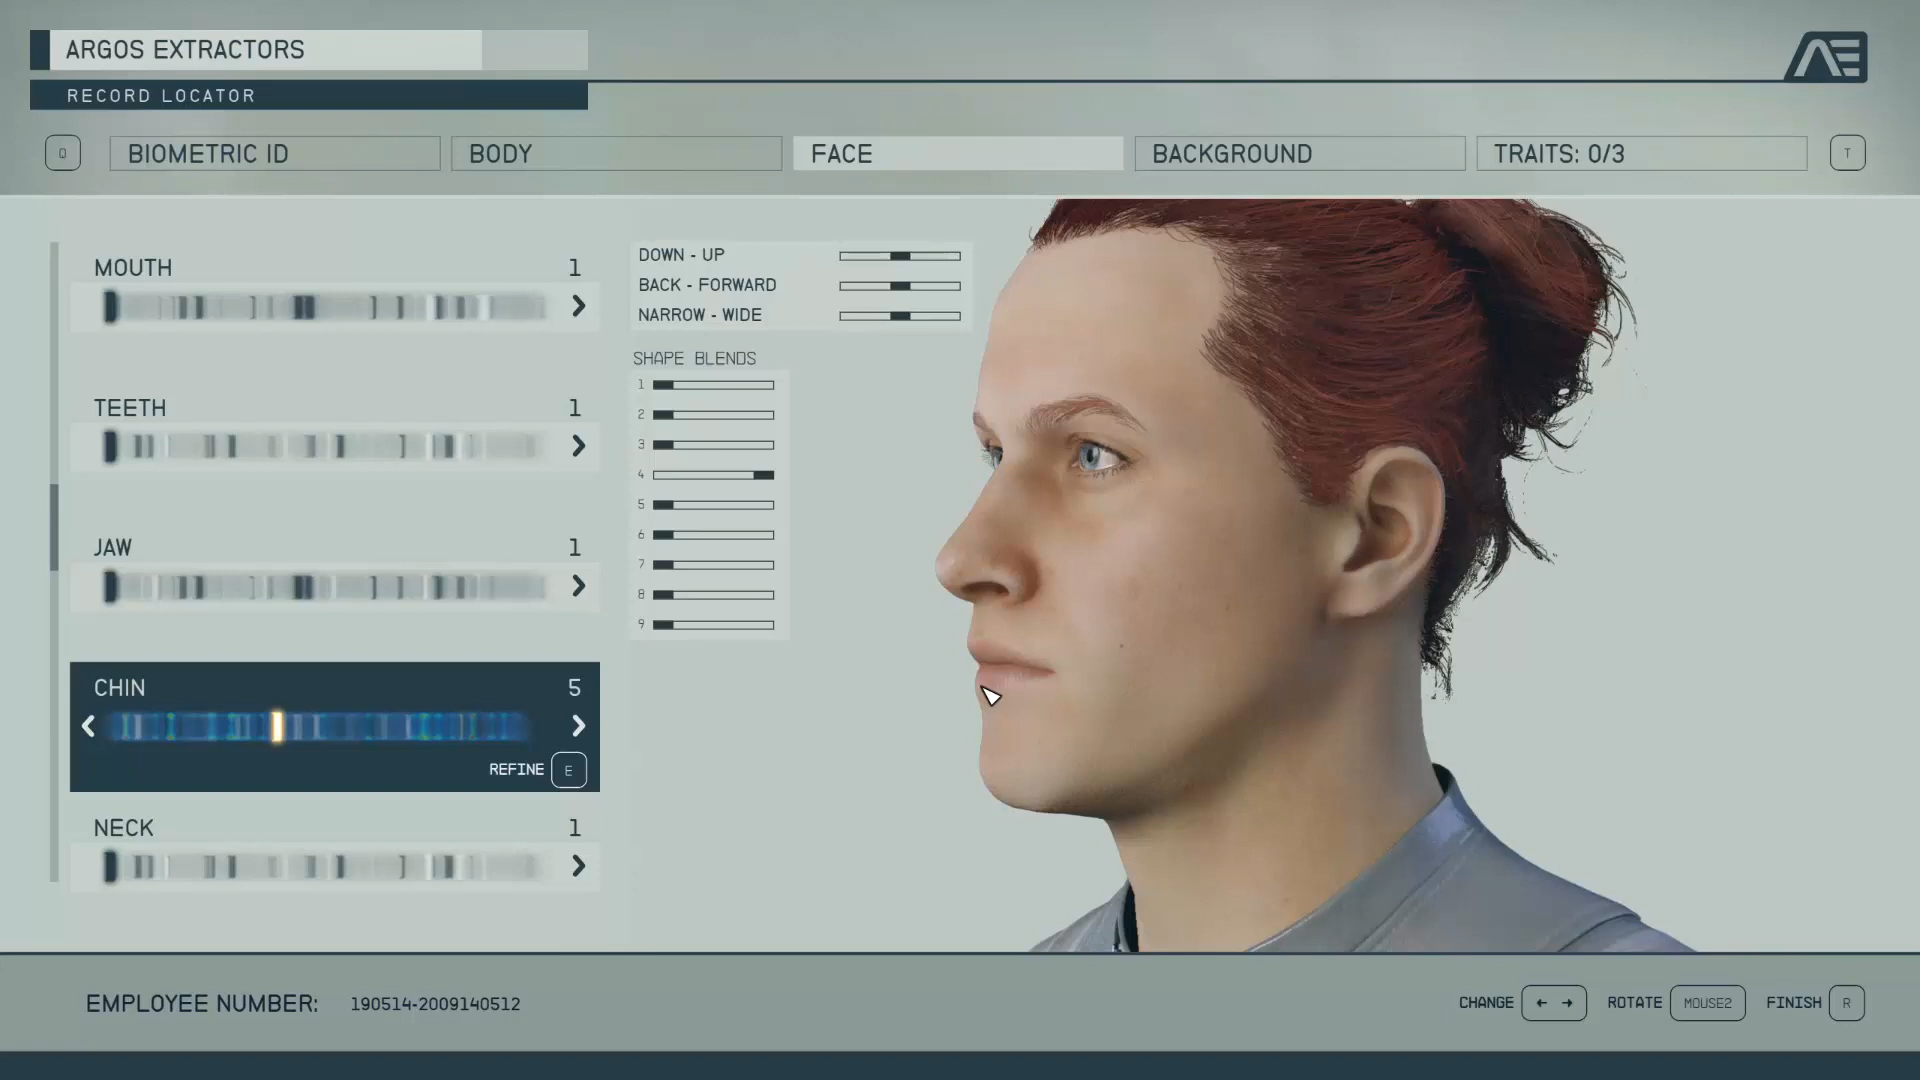 ARGOS EXTRACTORS
RECORD LOCATOR
Q BIOMETRIC ID BODY FACE BACKGROUND TRAITS: 0/3 T
MOUTH 1
TEETH 1
JAW 1
CHIN 5
REFINE E
NECK 1
DOWN - UP
BACK - FORWARD
NARROW - WIDE
SHAPE BLENDS
1
2
3
4
5
6
7
8
9
EMPLOYEE NUMBER: 190514-2009140512
CHANGE ← → ROTATE MOUSE2 FINISH R
AE